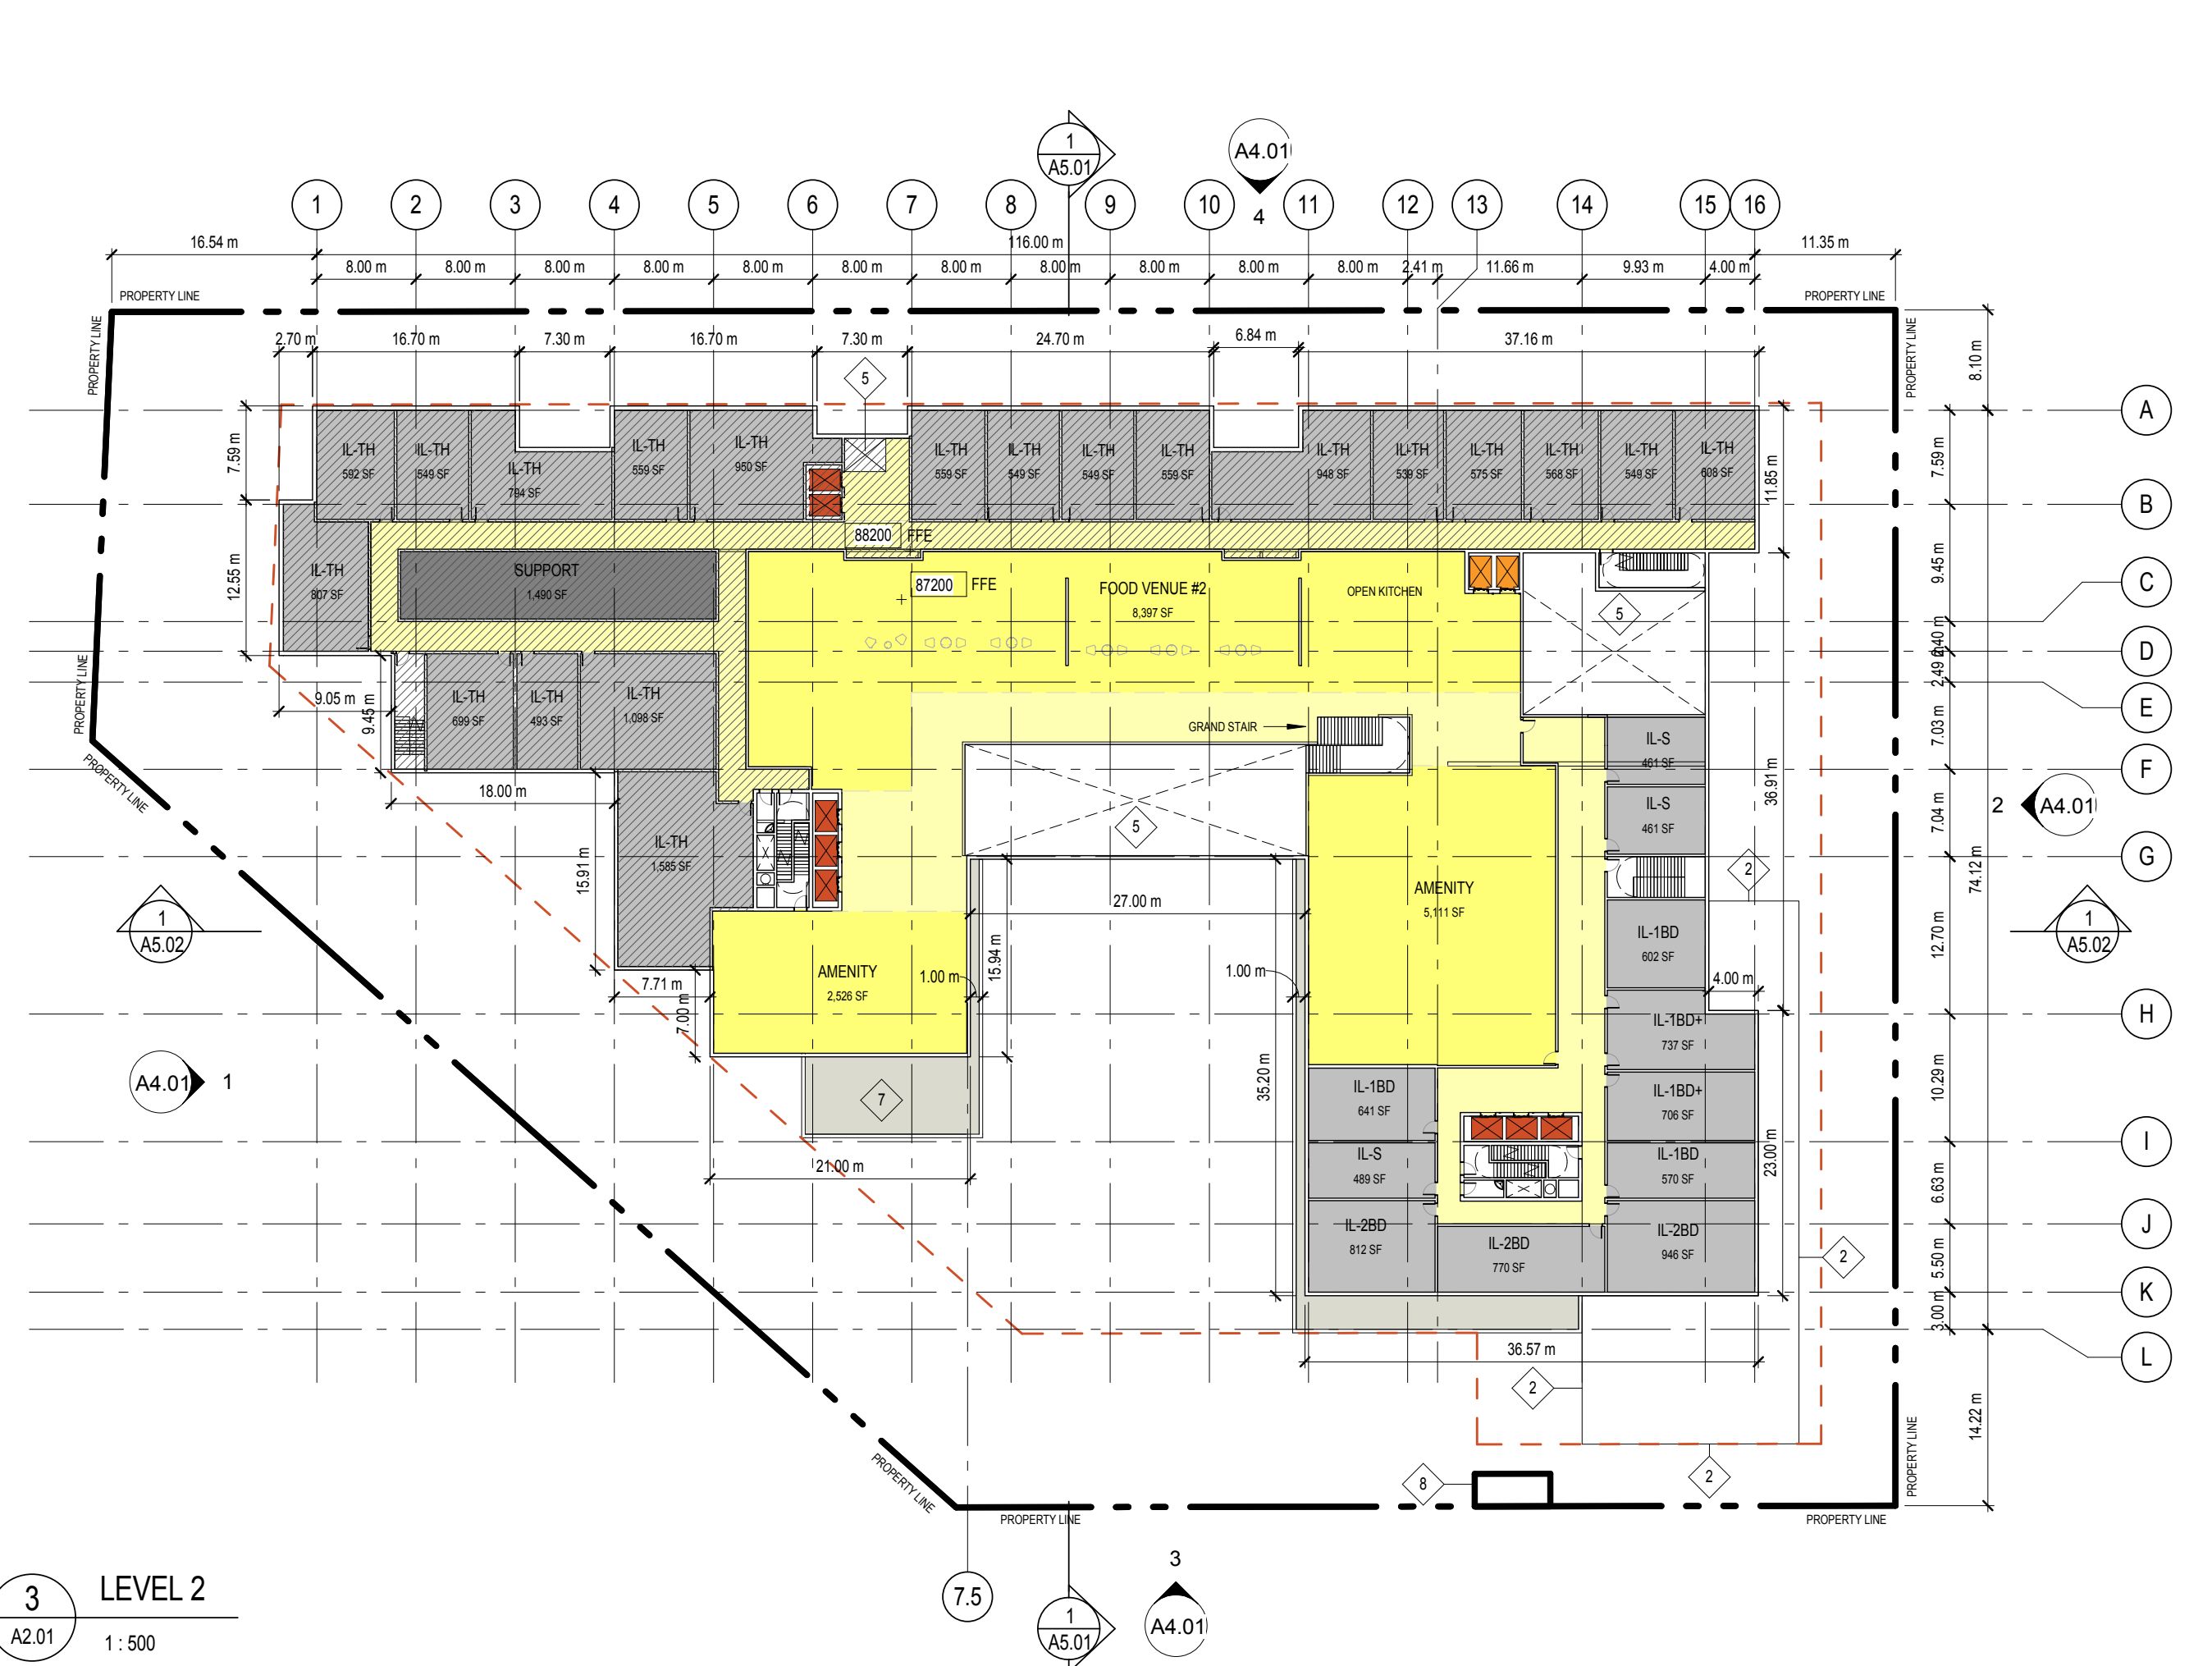 1
A5.01
A4.01
4
1
2
3
4
5
6
7
8
9
10
11
12
13
14
15
16
16.54 m
116.00 m
11.35 m
8.00 m
8.00 m
8.00 m
8.00 m
8.00 m
8.00 m
8.00 m
8.00 m
8.00 m
8.00 m
8.00 m
2.41 m
11.66 m
9.93 m
4.00 m
PROPERTY LINE
PROPERTY LINE
PROPERTY LINE
PROPERTY LINE
2.70 m
16.70 m
7.30 m
16.70 m
7.30 m
24.70 m
6.84 m
37.16 m
8.10 m
5
A
7.59 m
IL-TH
592 SF
IL-TH
549 SF
IL-TH
794 SF
IL-TH
559 SF
IL-TH
950 SF
IL-TH
559 SF
IL-TH
549 SF
IL-TH
549 SF
IL-TH
559 SF
IL-TH
948 SF
IL-TH
539 SF
IL-TH
575 SF
IL-TH
568 SF
IL-TH
549 SF
IL-TH
608 SF
11.85 m
7.59 m
B
88200 FFE
12.55 m
IL-TH
807 SF
SUPPORT
1,490 SF
87200 FFE
FOOD VENUE #2
8,397 SF
OPEN KITCHEN
5
9.45 m
C
2.40 m
D
2.49 m
E
PROPERTY LINE
9.05 m
9.45 m
IL-TH
699 SF
IL-TH
493 SF
IL-TH
1,098 SF
GRAND STAIR
IL-S
461 SF
7.03 m
F
PROPERTY LINE
18.00 m
5
IL-S
461 SF
36.91 m
7.04 m
2
A4.01
G
15.91 m
IL-TH
1,585 SF
27.00 m
AMENITY
5,111 SF
2
74.12 m
1
A5.02
IL-1BD
602 SF
12.70 m
1
A5.02
AMENITY
2,526 SF
1.00 m
15.94 m
1.00 m
4.00 m
7.71 m
7.00 m
H
IL-1BD+
737 SF
A4.01
1
7
35.20 m
IL-1BD
641 SF
IL-1BD+
706 SF
10.29 m
I
21.00 m
IL-S
489 SF
IL-1BD
570 SF
23.00 m
6.63 m
J
IL-2BD
812 SF
IL-2BD
770 SF
IL-2BD
946 SF
2
5.50 m
K
3.00 m
L
36.57 m
2
14.22 m
PROPERTY LINE
PROPERTY LINE
8
2
PROPERTY LINE
PROPERTY LINE
3
A2.01
LEVEL 2
1 : 500
7.5
1
A5.01
3
A4.01